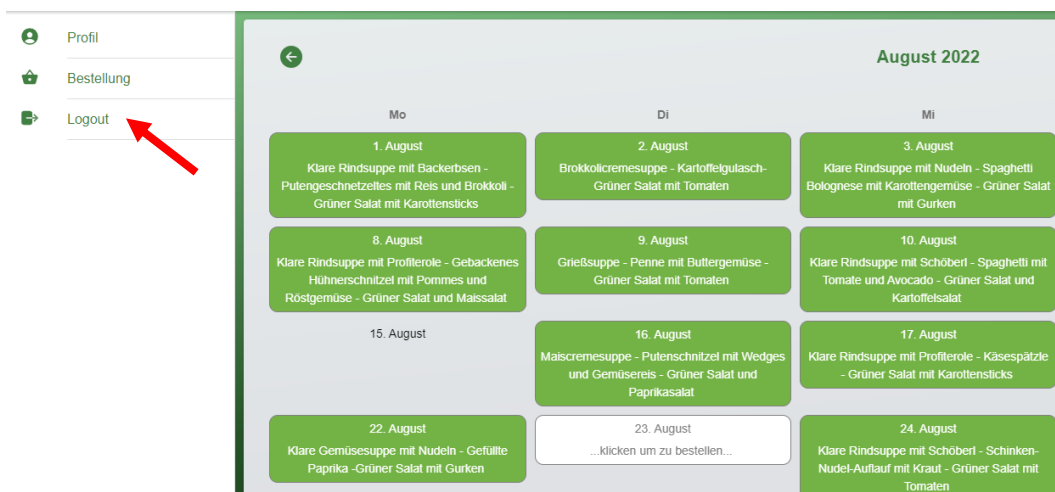 Profil
Bestellung
Logout
August 2022
Mo
Di
Mi
1. August
Klare Rindsuppe mit Backerbsen -
Putengeschnetzeltes mit Reis und Brokkoli -
Grüner Salat mit Karottensticks
2. August
Brokkolicremesuppe - Kartoffelgulasch-
Grüner Salat mit Tomaten
3. August
Klare Rindsuppe mit Nudeln - Spaghetti
Bolognese mit Karottengemüse - Grüner Salat
mit Gurken
8. August
Klare Rindsuppe mit Profiterole - Gebackenes
Hühnerschnitzel mit Pommes und
Röstgemüse - Grüner Salat und Maissalat
9. August
Grießsuppe - Penne mit Buttergemüse -
Grüner Salat mit Tomaten
10. August
Klare Rindsuppe mit Schöberl - Spaghetti mit
Tomate und Avocado - Grüner Salat und
Kartoffelsalat
15. August
16. August
Maiscremesuppe - Putenschnitzel mit Wedges
und Gemüsereis - Grüner Salat und
Paprikasalat
17. August
Klare Rindsuppe mit Profiterole - Käsespätzle
- Grüner Salat mit Karottensticks
22. August
Klare Gemüsesuppe mit Nudeln - Gefüllte
Paprika -Grüner Salat mit Gurken
23. August
...klicken um zu bestellen...
24. August
Klare Rindsuppe mit Schöberl - Schinken-
Nudel-Auflauf mit Kraut - Grüner Salat mit
Tomaten